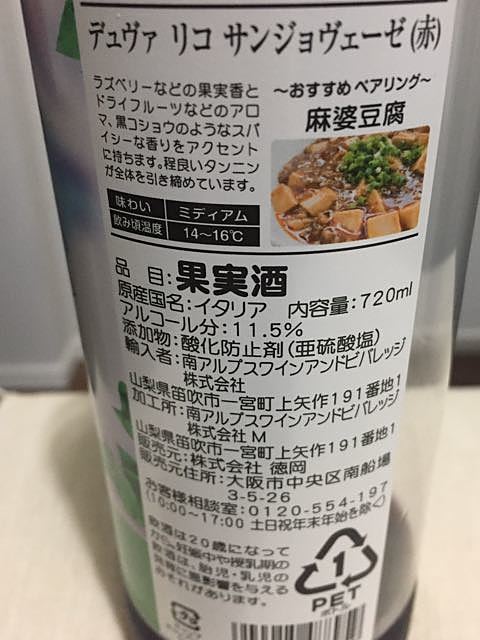 デュヴァ リコ サンジョヴェーゼ(赤)
ラズベリーなどの果実香と
ドライフルーツなどのアロ
マ、黒コショウのようなスパ
イシーな香りをアクセント
に持ちます。程良いタンニン
が全体を引き締めています。
〜おすすめペアリング〜
麻婆豆腐
味わい ミディアム
飲み頃温度 14〜16℃
品 目:果実酒
原産国名:イタリア 内容量:720ml
アルコール分:11.5%
添加物:酸化防止剤(亜硫酸塩)
輸入者:南アルプスワインアンドビバレッジ
株式会社
山梨県笛吹市一宮町上矢作191番地1
加工所:南アルプスワインアンドビバレッジ
株式会社 M
山梨県笛吹市一宮町上矢作191番地1
販売元:株式会社 徳岡
販売元住所:大阪市中央区南船場
3-5-26
お客様相談室:0120-554-197
(10:00〜17:00 土日祝年末年始を除く)
飲酒は20歳になって
から。妊娠中や授乳期の
飲酒は、胎児・乳児の
発育に悪影響を与える
おそれがあります。
1
PET
ボトル